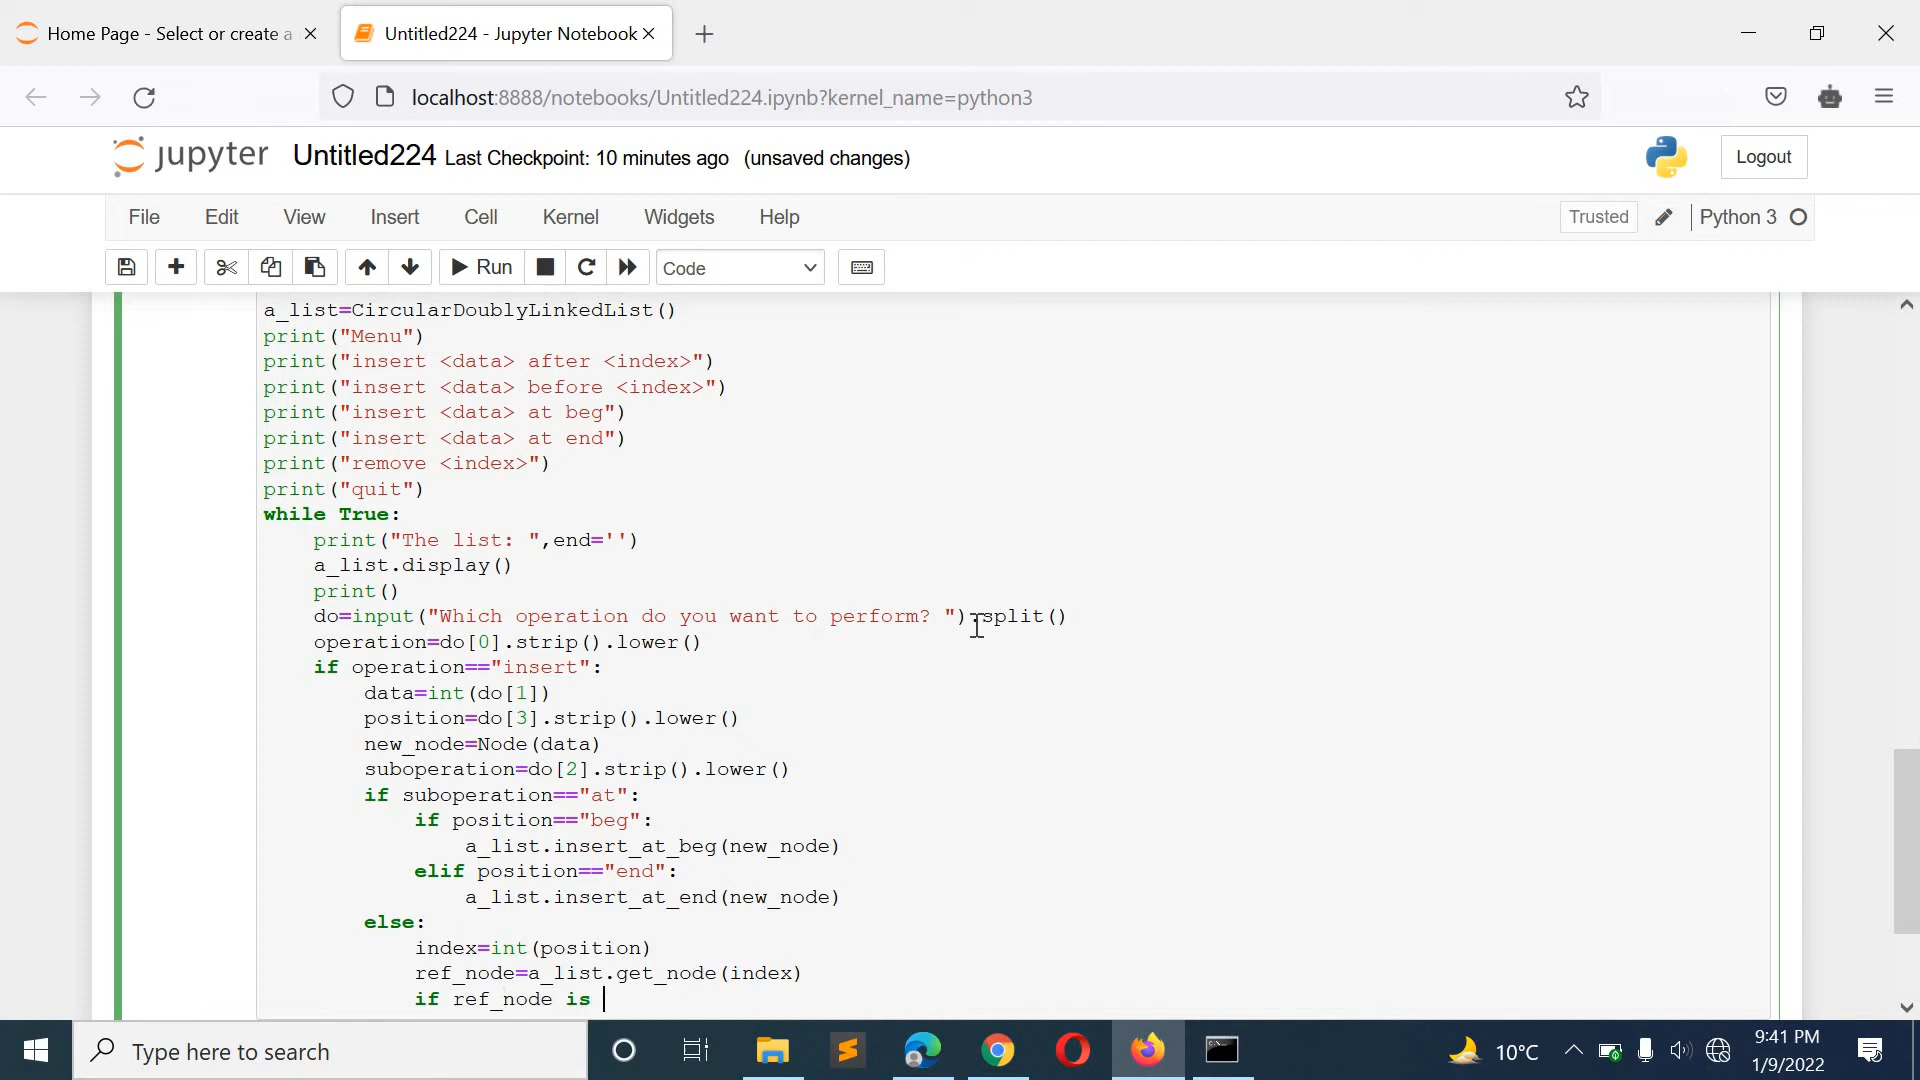 Home Page - Select or create a
Untitled224 - Jupyter Notebook
localhost:8888/notebooks/Untitled224.ipynb?kernel_name=python3
jupyter Untitled224 Last Checkpoint: 10 minutes ago (unsaved changes)
Logout
File Edit View Insert Cell Kernel Widgets Help
Trusted Python 3
Run Code
a_list=CircularDoublyLinkedList()
print("Menu")
print("insert <data> after <index>")
print("insert <data> before <index>")
print("insert <data> at beg")
print("insert <data> at end")
print("remove <index>")
print("quit")
while True:
    print("The list: ",end='')
    a_list.display()
    print()
    do=input("Which operation do you want to perform? ").split()
    operation=do[0].strip().lower()
    if operation=="insert":
        data=int(do[1])
        position=do[3].strip().lower()
        new_node=Node(data)
        suboperation=do[2].strip().lower()
        if suboperation=="at":
            if position=="beg":
                a_list.insert_at_beg(new_node)
            elif position=="end":
                a_list.insert_at_end(new_node)
        else:
            index=int(position)
            ref_node=a_list.get_node(index)
            if ref_node is
Type here to search
10°C
9:41 PM
1/9/2022